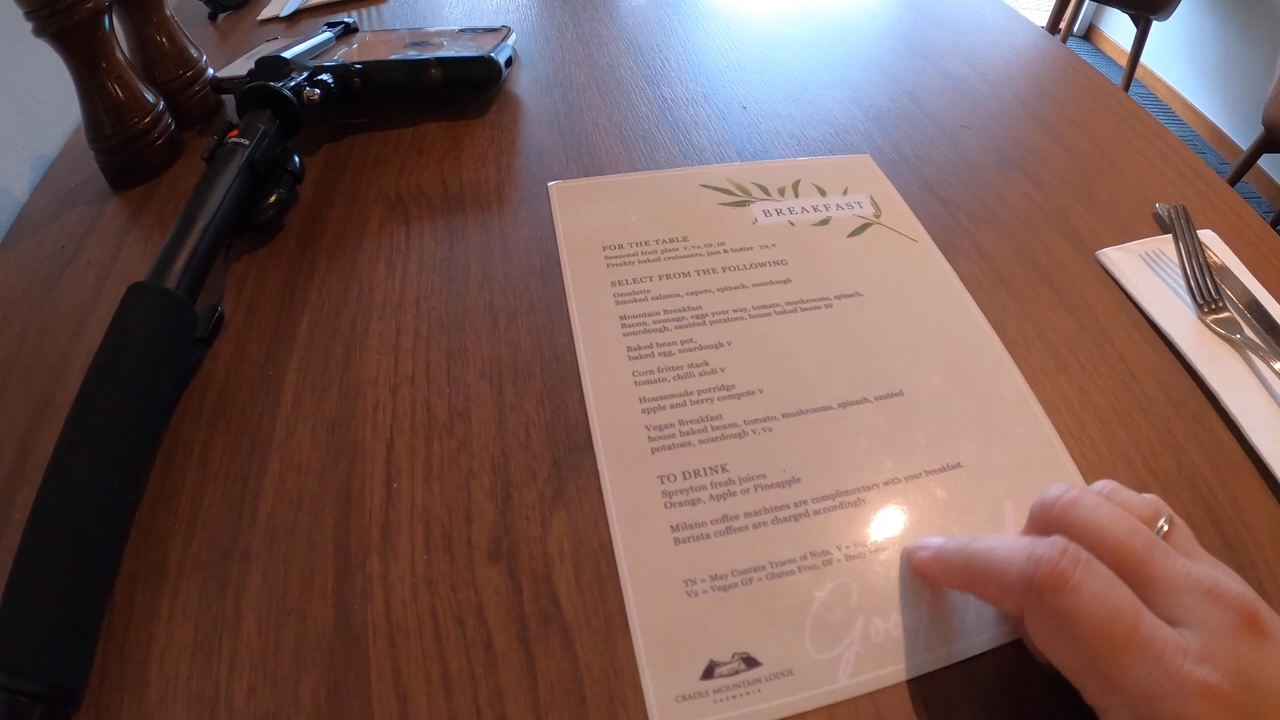 BREAKFAST
FOR THE TABLE
Seasonal fruit plate V, V2, GF, DF
Freshly baked croissants, jam & butter TN, V
SELECT FROM THE FOLLOWING
Omelette
Smoked salmon, capers, spinach, sourdough
Mountain Breakfast
Bacon, sausage, eggs your way, tomato, mushrooms, spinach,
sourdough, sautéed potatoes, house baked beans DF
Baked bean pot,
baked egg, sourdough V
Corn fritter stack
tomato, chilli aioli V
Housemade porridge
apple and berry compote V
Vegan Breakfast
house baked beans, tomato, mushrooms, spinach, sautéed
potatoes, sourdough V, V2
TO DRINK
Spreyton fresh juices
Orange, Apple or Pineapple
Milano coffee machines are complimentary with your breakfast.
Barista coffees are charged accordingly
TN = May Contain Traces of Nuts, V =
V2 = Vegan GF = Gluten Free, DF = Dairy
CRADLE MOUNTAIN LODGE
TASMANIA